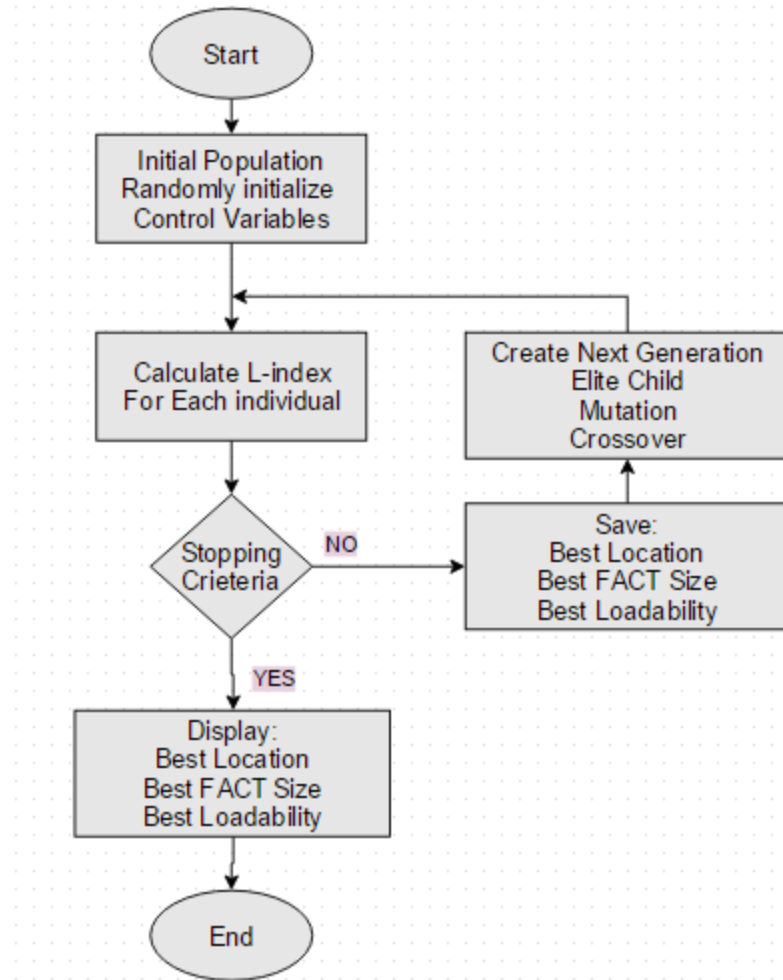 Start
Initial Population
Randomly initialize
Control Variables
Calculate L-index
For Each individual
Stopping
Crieteria
NO
Save:
Best Location
Best FACT Size
Best Loadability
Create Next Generation
Elite Child
Mutation
Crossover
YES
Display:
Best Location
Best FACT Size
Best Loadability
End